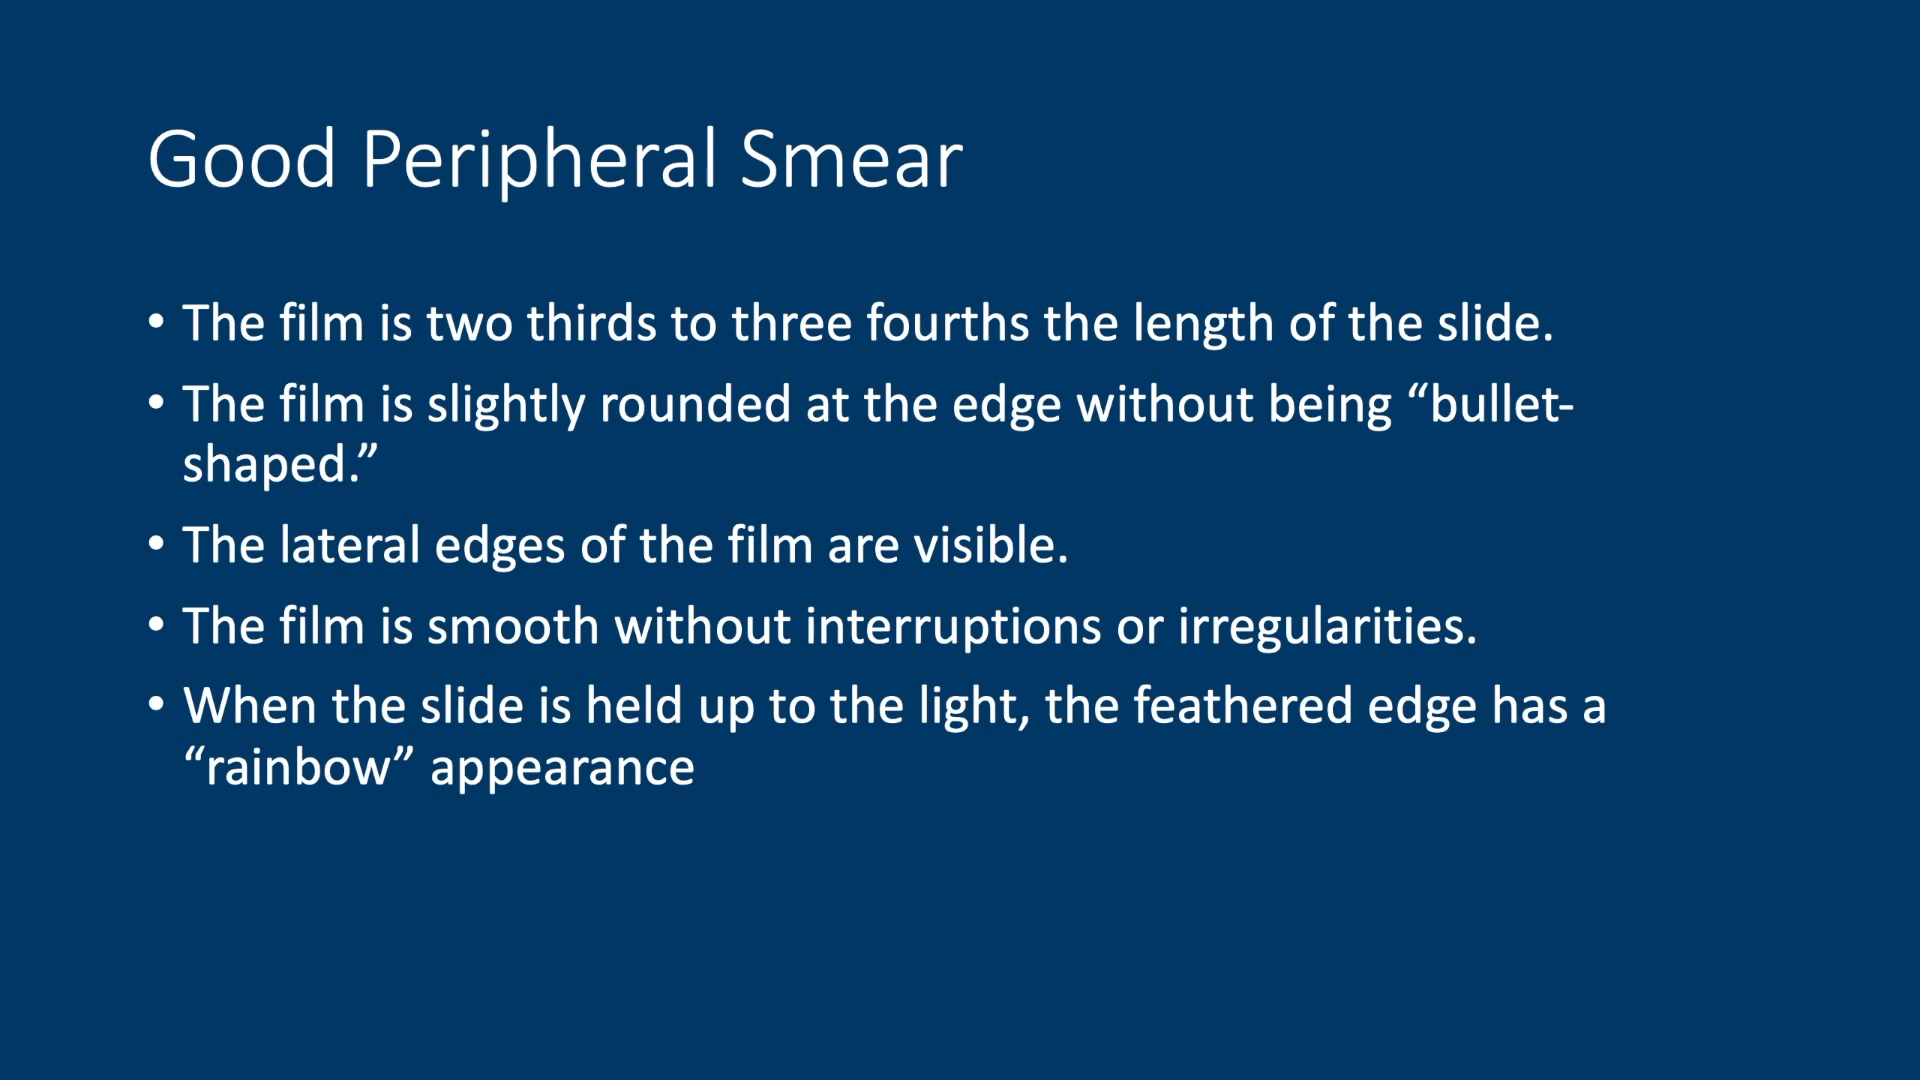 Good Peripheral Smear
• The film is two thirds to three fourths the length of the slide.
• The film is slightly rounded at the edge without being “bullet-
shaped.”
• The lateral edges of the film are visible.
• The film is smooth without interruptions or irregularities.
• When the slide is held up to the light, the feathered edge has a
“rainbow” appearance